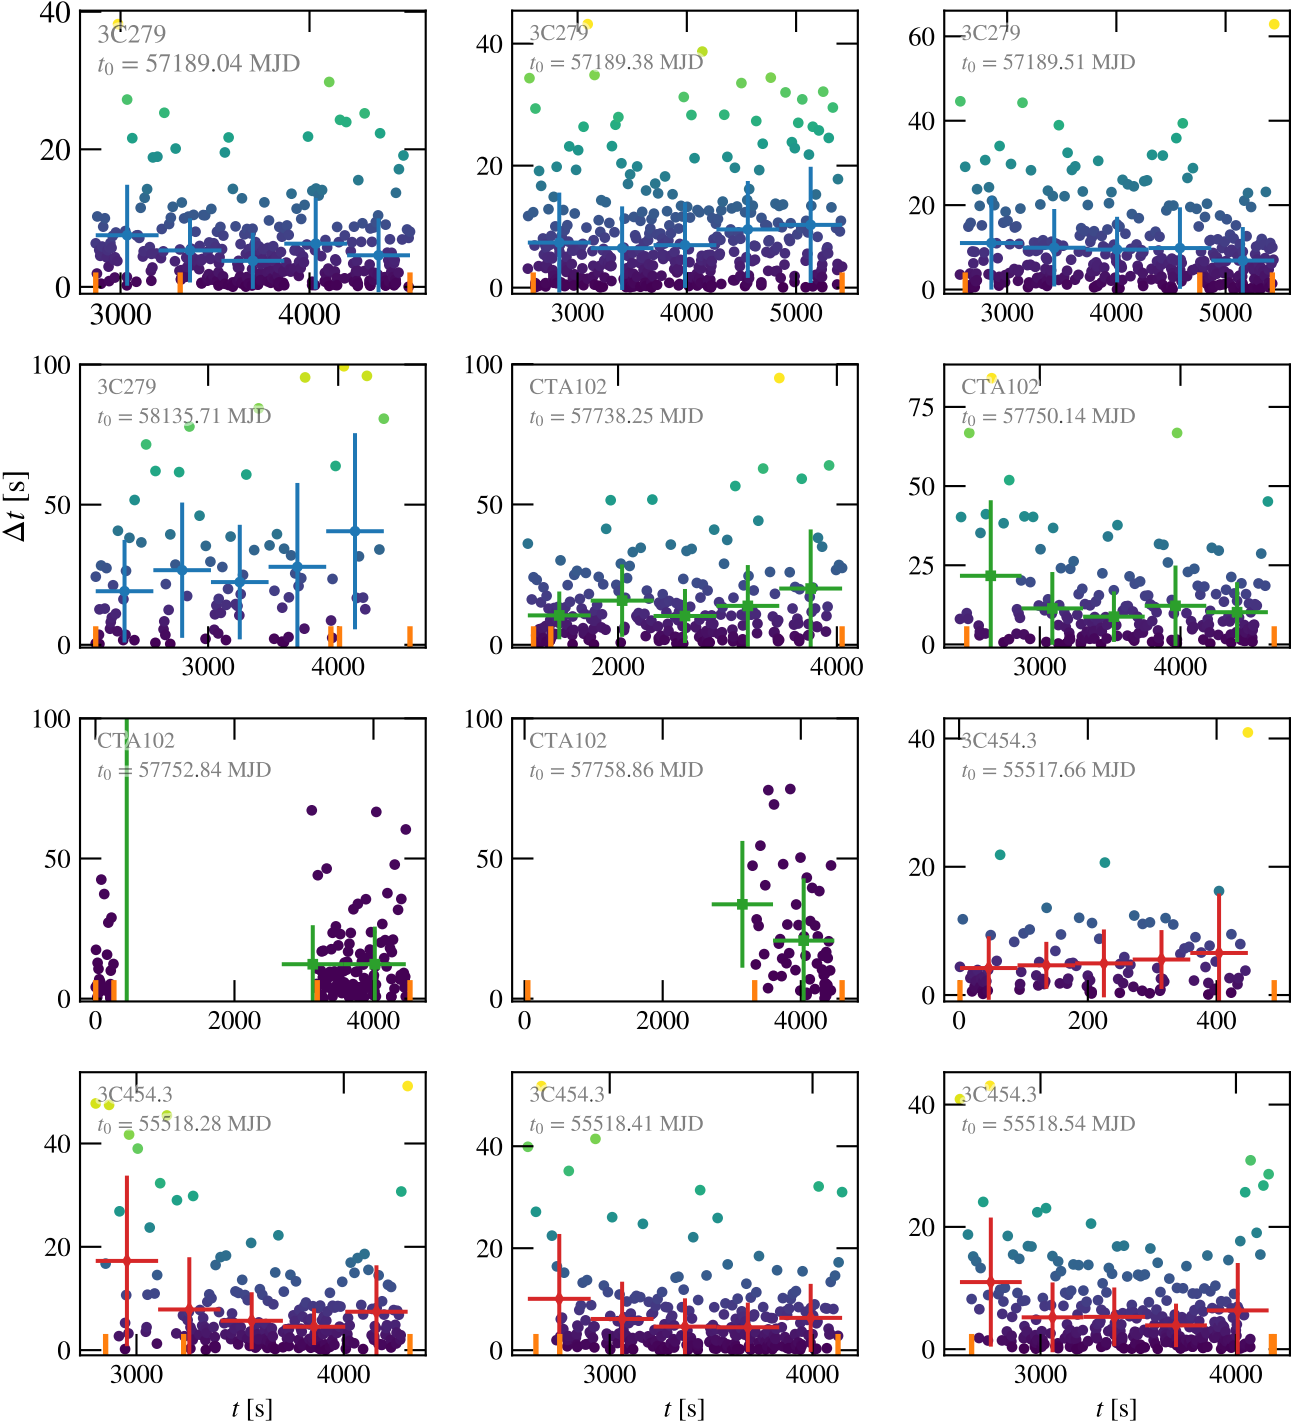 3C279
t₀ = 57189.04 MJD
40
20
0
3000 4000
3C279
t₀ = 57189.38 MJD
40
20
0
3000 4000 5000
3C279
t₀ = 57189.51 MJD
60
40
20
0
3000 4000 5000
Δt [s]
3C279
t₀ = 58135.71 MJD
100
50
0
3000 4000
CTA102
t₀ = 57738.25 MJD
100
50
0
2000 4000
CTA102
t₀ = 57750.14 MJD
75
50
25
0
3000 4000
CTA102
t₀ = 57752.84 MJD
100
50
0
0 2000 4000
CTA102
t₀ = 57758.86 MJD
100
50
0
0 2000 4000
3C454.3
t₀ = 55517.66 MJD
40
20
0
0 200 400
3C454.3
t₀ = 55518.28 MJD
40
20
0
3000 4000
t [s]
3C454.3
t₀ = 55518.41 MJD
40
20
0
3000 4000
t [s]
3C454.3
t₀ = 55518.54 MJD
40
20
0
3000 4000
t [s]